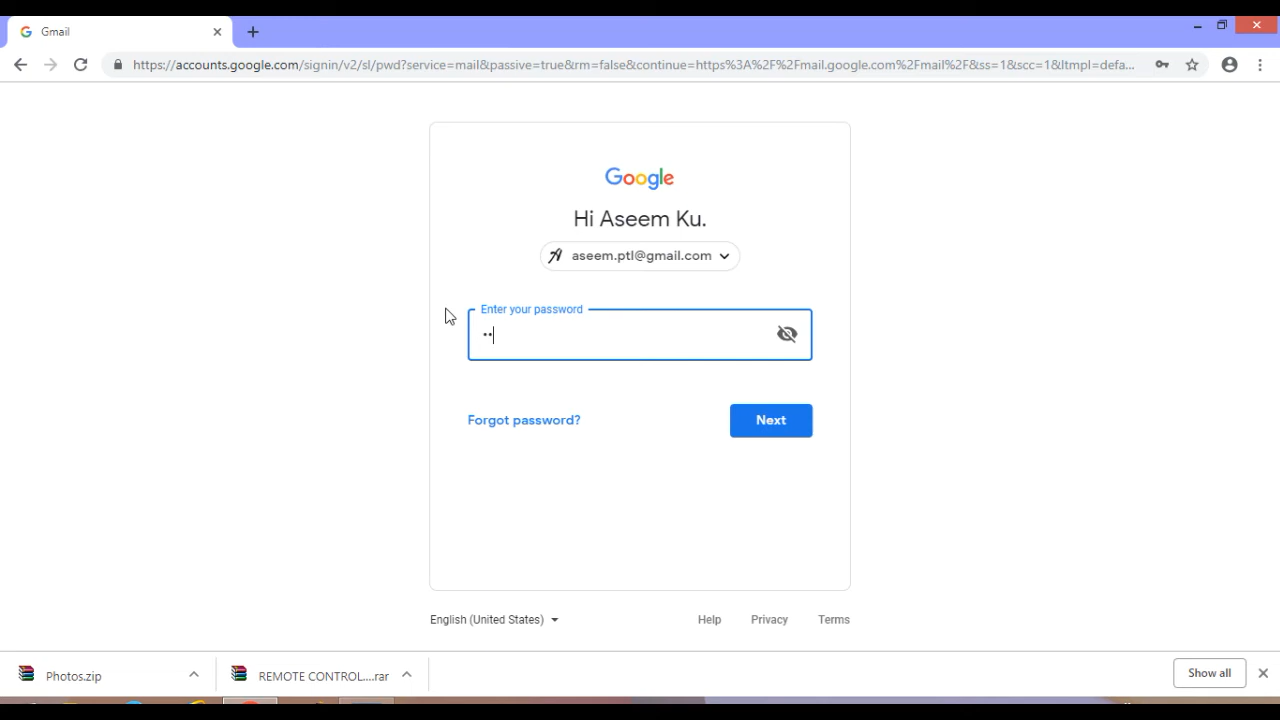 Gmail
https://accounts.google.com/signin/v2/sl/pwd?service=mail&passive=true&rm=false&continue=https%3A%2F%2Fmail.google.com%2Fmail%2F&ss=1&scc=1&ltmpl=defa...
Google
Hi Aseem Ku.
aseem.ptl@gmail.com
Enter your password
Forgot password?
Next
English (United States)
Help
Privacy
Terms
Photos.zip
REMOTE CONTROL....rar
Show all